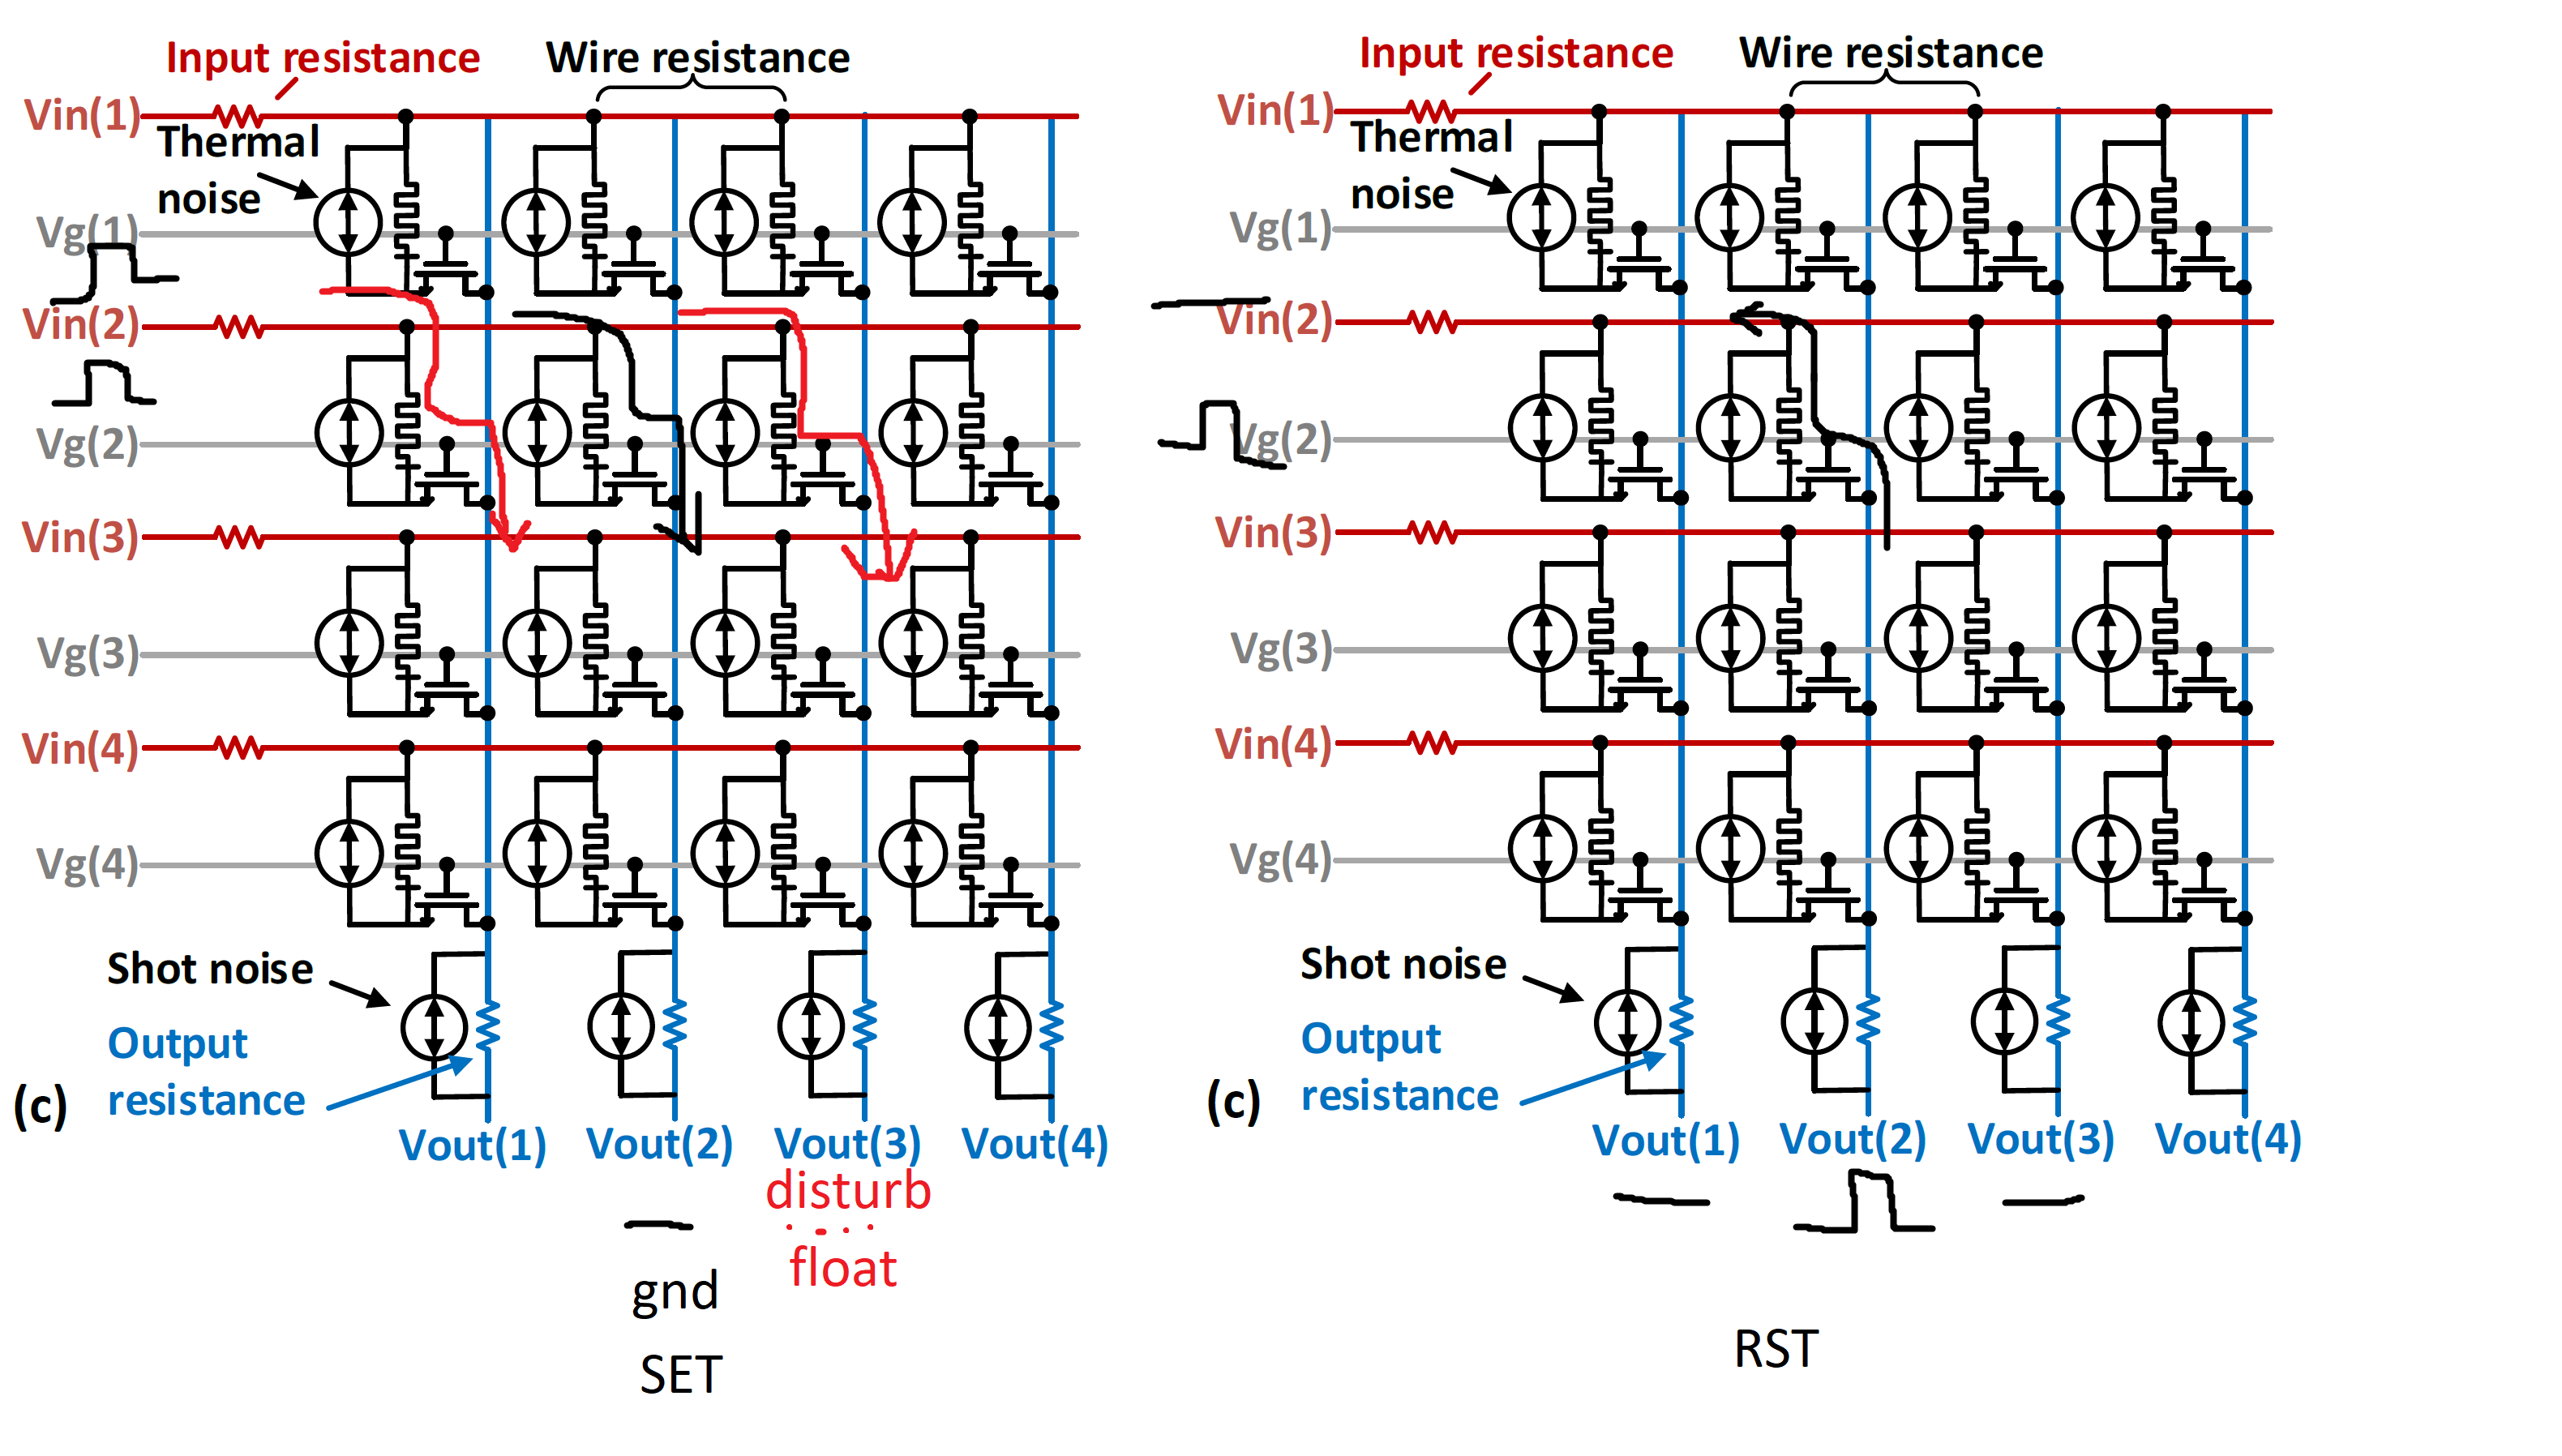 Input resistance
Wire resistance
Vin(1)
Thermal
noise
Vg(1)
Vin(2)
Vg(2)
Vin(3)
Vg(3)
Vin(4)
Vg(4)
Shot noise
Output
resistance
(c)
Vout(1)
Vout(2)
Vout(3)
Vout(4)
disturb
float
gnd
SET
Input resistance
Wire resistance
Vin(1)
Thermal
noise
Vg(1)
Vin(2)
Vg(2)
Vin(3)
Vg(3)
Vin(4)
Vg(4)
Shot noise
Output
resistance
(c)
Vout(1)
Vout(2)
Vout(3)
Vout(4)
RST